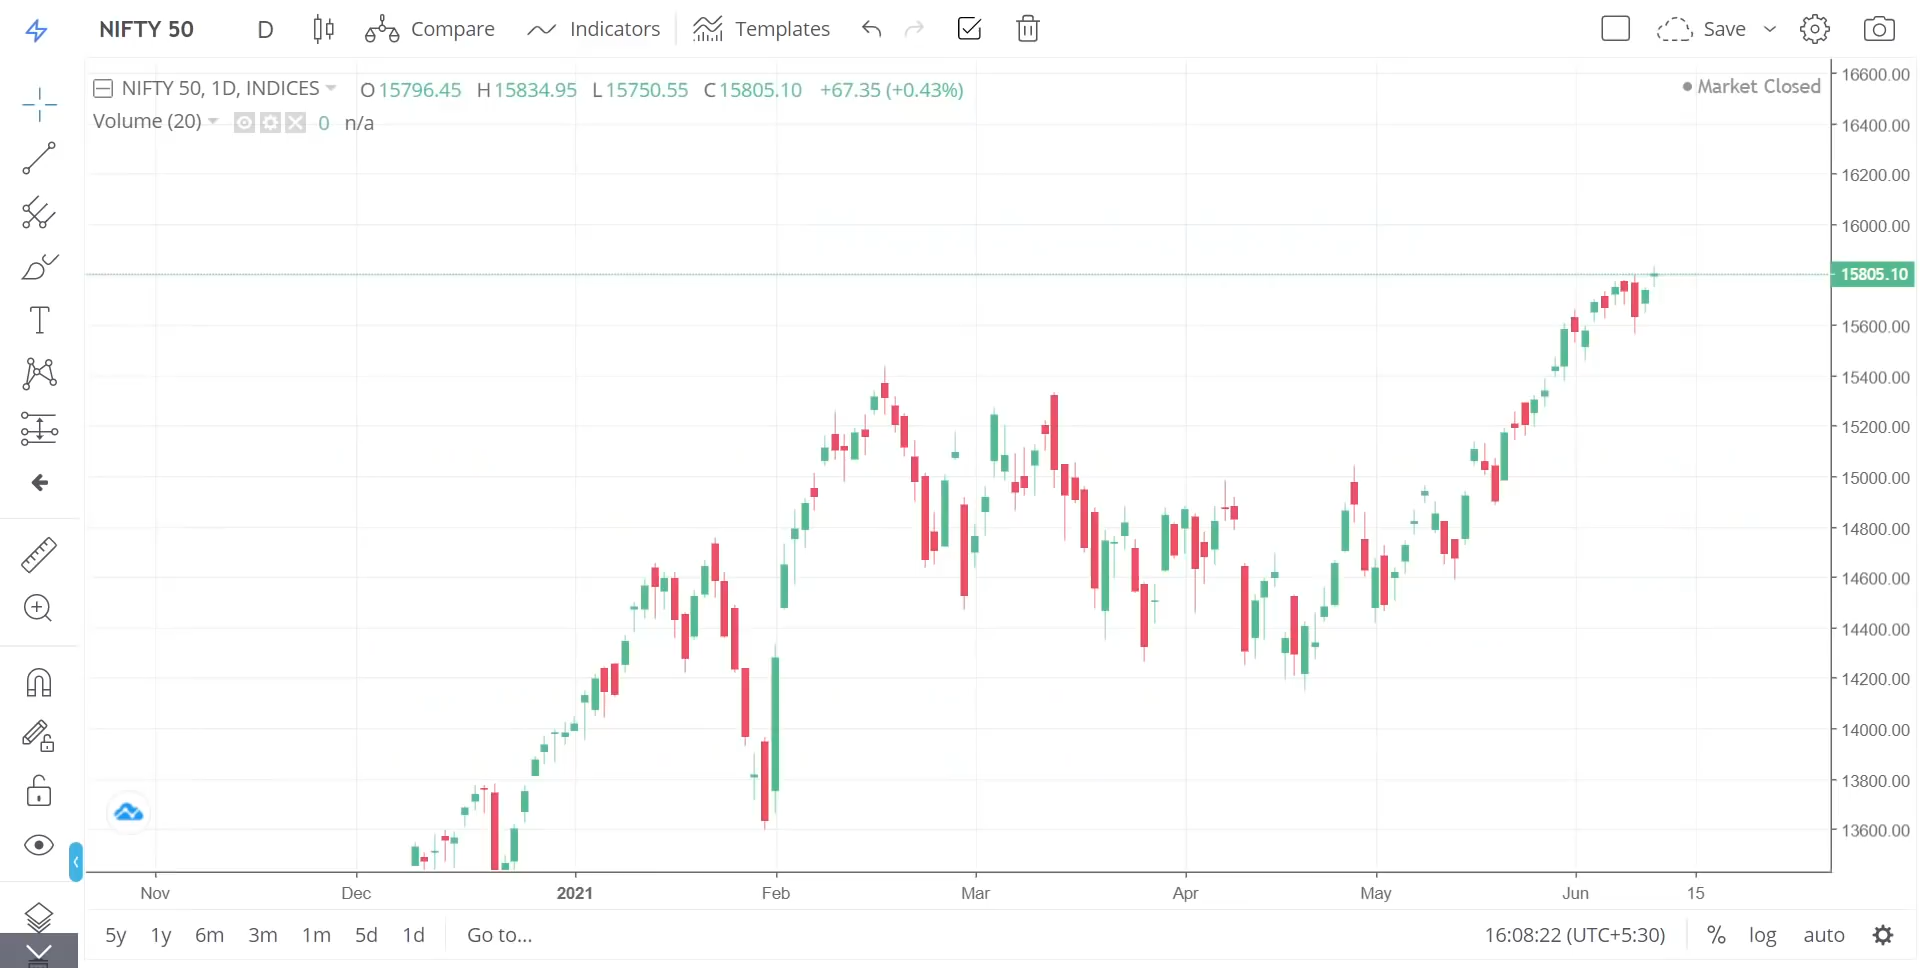 NIFTY 50 D Compare Indicators Templates Save
NIFTY 50, 1D, INDICES O15796.45 H15834.95 L15750.55 C15805.10 +67.35 (+0.43%)
Market Closed
Volume (20) 0 n/a
16600.00
16400.00
16200.00
16000.00
15805.10
15600.00
15400.00
15200.00
15000.00
14800.00
14600.00
14400.00
14200.00
14000.00
13800.00
13600.00
Nov Dec 2021 Feb Mar Apr May Jun 15
5y 1y 6m 3m 1m 5d 1d Go to... 16:08:22 (UTC+5:30) % log auto